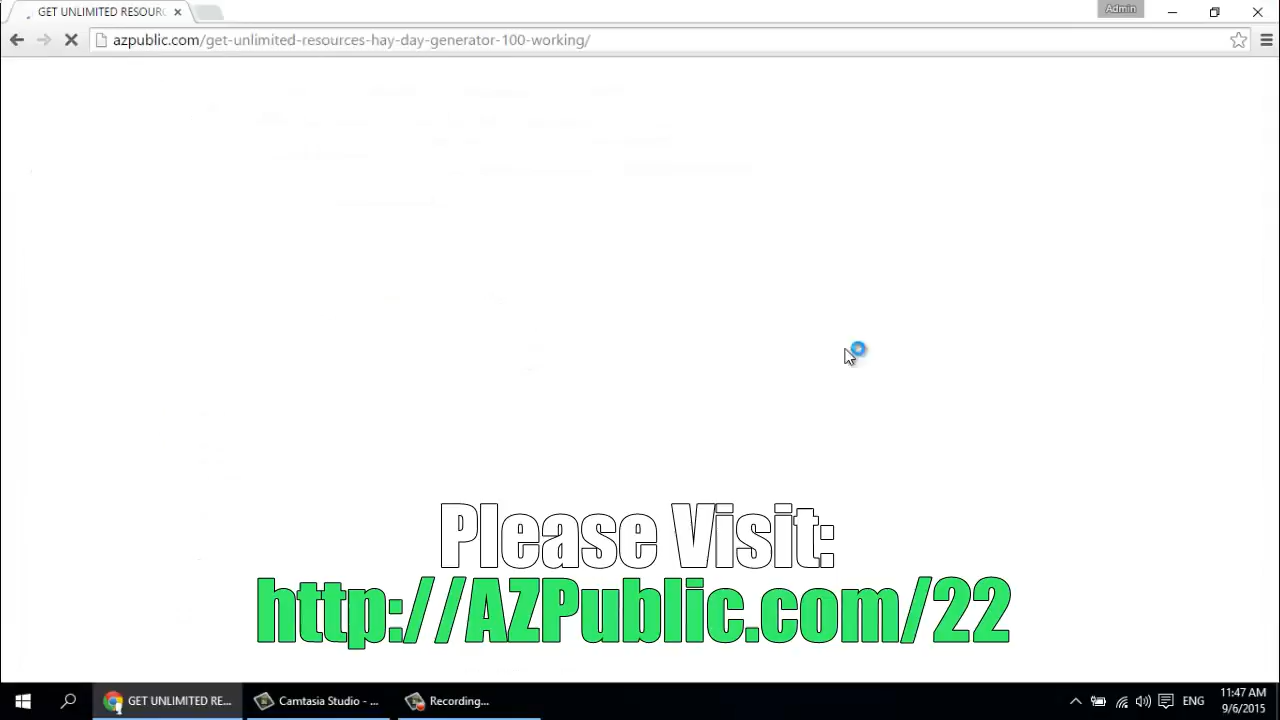 GET UNLIMITED RESOURC
Admin
azpublic.com/get-unlimited-resources-hay-day-generator-100-working/
Please Visit:
http://AZPublic.com/22
GET UNLIMITED RE...
Camtasia Studio - ...
Recording...
ENG
11:47 AM
9/6/2015